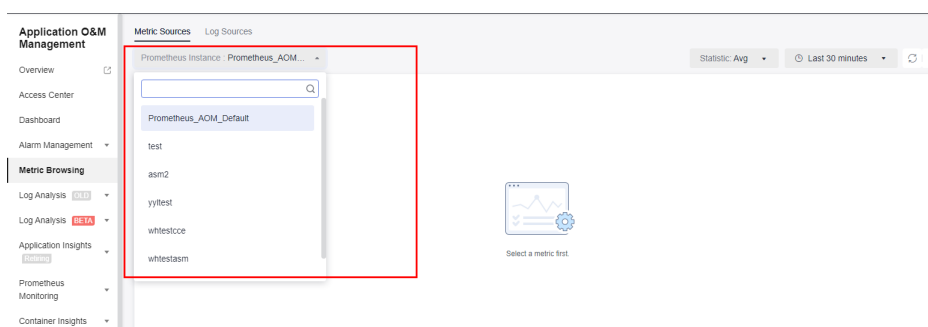 Application O&M
Management
Overview
Access Center
Dashboard
Alarm Management
Metric Browsing
Log Analysis OLD
Log Analysis BETA
Application Insights
Retiring
Prometheus
Monitoring
Container Insights
Metric Sources Log Sources
Prometheus Instance : Prometheus_AOM...
Statistic: Avg
Last 30 minutes
Prometheus_AOM_Default
test
asm2
yyltest
whtestcce
whtestasm
Select a metric first.